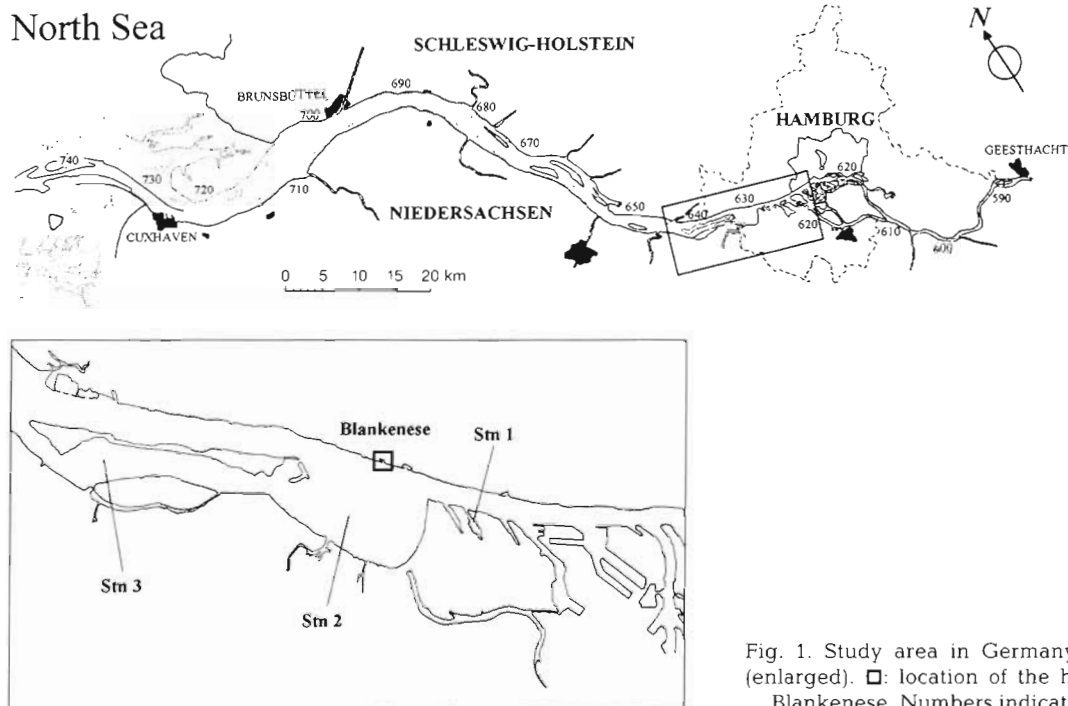 North Sea
SCHLESWIG-HOLSTEIN
N
BRUNSBÜTTEL
690
680
700
670
HAMBURG
GEESTHACHT
740
730
720
710
NIEDERSACHSEN
650
640
630
620
620
610
600
590
CUXHAVEN
0 5 10 15 20 km
Blankenese
Stn 1
Stn 3
Stn 2
Fig. 1. Study area in Germany
(enlarged). □: location of the h
Blankenese. Numbers indicat